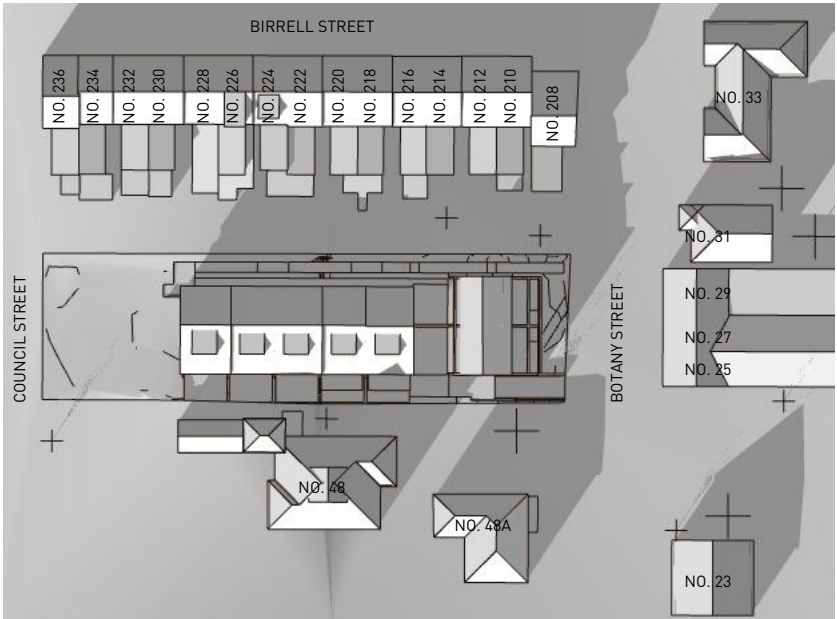 BIRRELL STREET
NO. 236
NO. 234
NO. 232
NO. 230
NO. 228
NO. 226
NO. 224
NO. 222
NO. 220
NO. 218
NO. 216
NO. 214
NO. 212
NO. 210
NO. 208
NO. 33
NO. 31
NO. 29
NO. 27
NO. 25
COUNCIL STREET
BOTANY STREET
NO. 48
NO. 48A
NO. 23